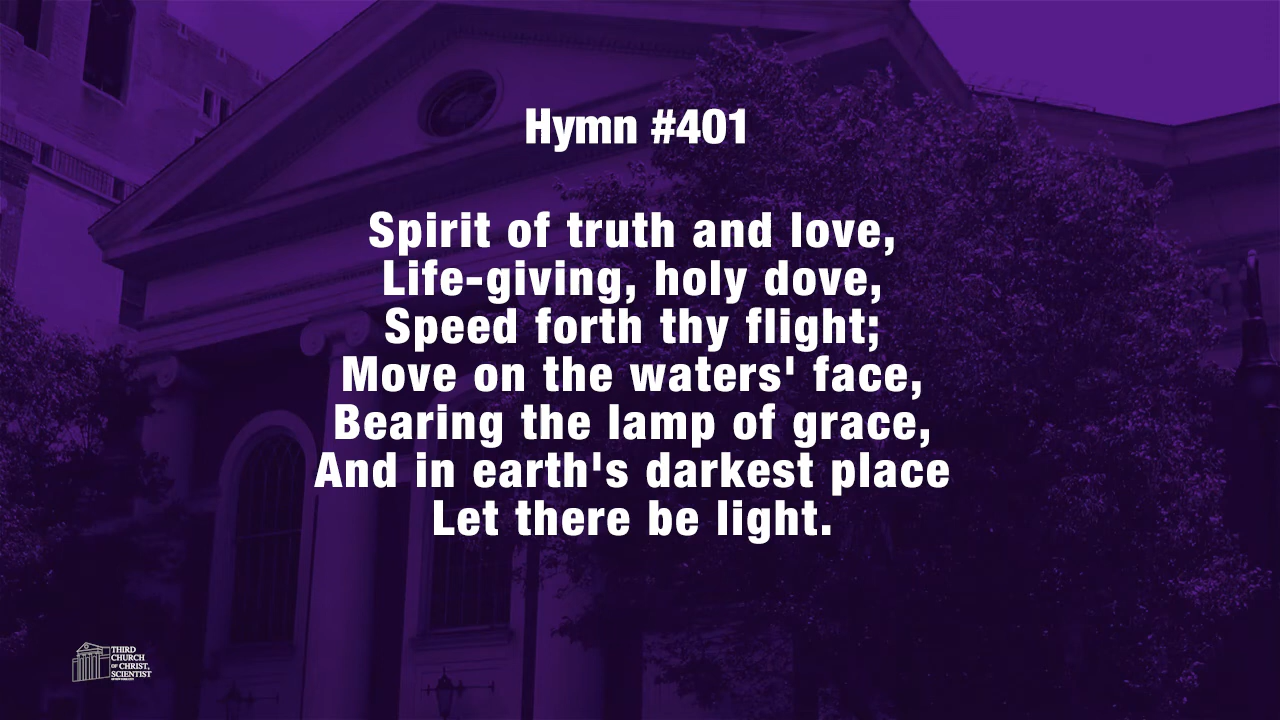 Hymn #401
Spirit of truth and love,
Life-giving, holy dove,
Speed forth thy flight;
Move on the waters' face,
Bearing the lamp of grace,
And in earth's darkest place
Let there be light.
THIRD
CHURCH
OF CHRIST,
SCIENTIST